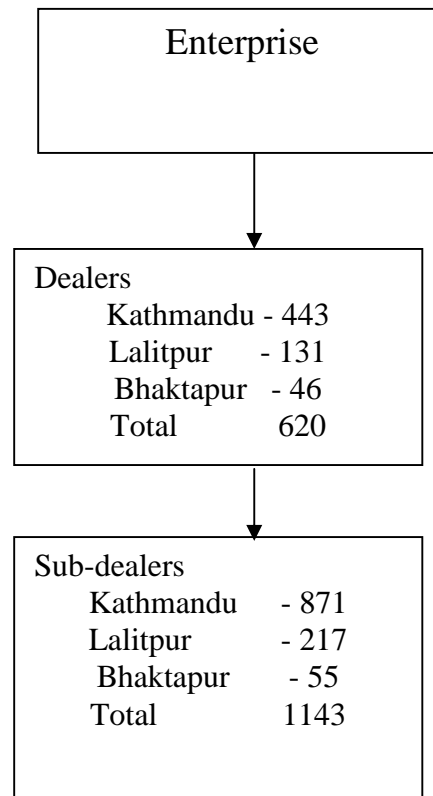 Enterprise
Dealers
Kathmandu - 443
Lalitpur - 131
Bhaktapur - 46
Total 620
Sub-dealers
Kathmandu - 871
Lalitpur - 217
Bhaktapur - 55
Total 1143